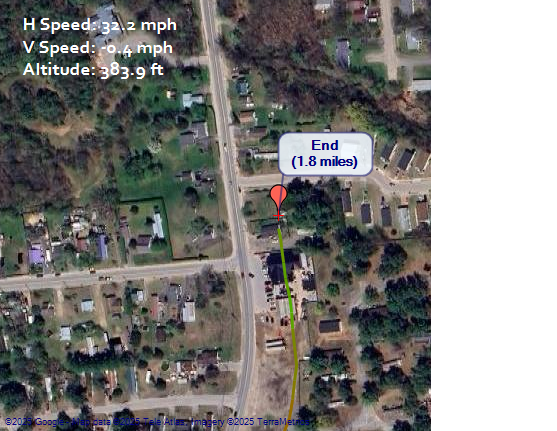 H Speed: 32.2 mph
V Speed: -0.4 mph
Altitude: 383.9 ft
End
(1.8 miles)
©2025 Google - Map data ©2025 Tele Atlas, Imagery ©2025 TerraMetrics